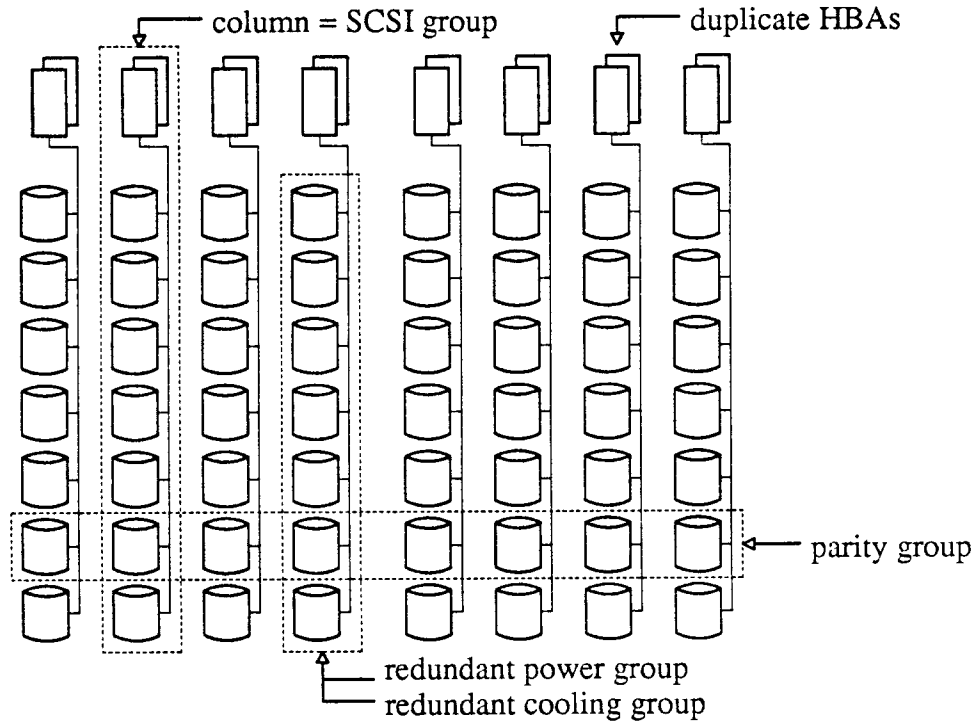 column = SCSI group
duplicate HBAs
parity group
redundant power group
redundant cooling group